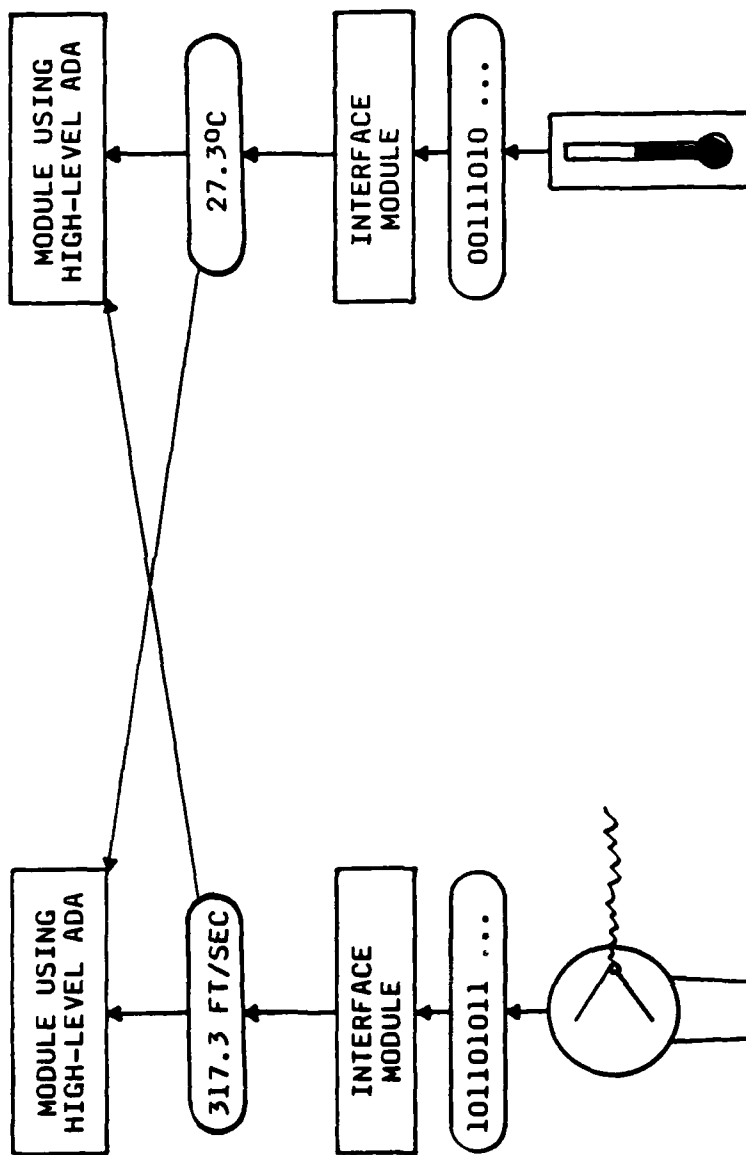 MODULE USING
HIGH-LEVEL ADA
317.3 FT/SEC
INTERFACE
MODULE
101101011 ...
MODULE USING
HIGH-LEVEL ADA
27.3ºC
INTERFACE
MODULE
00111010 ...